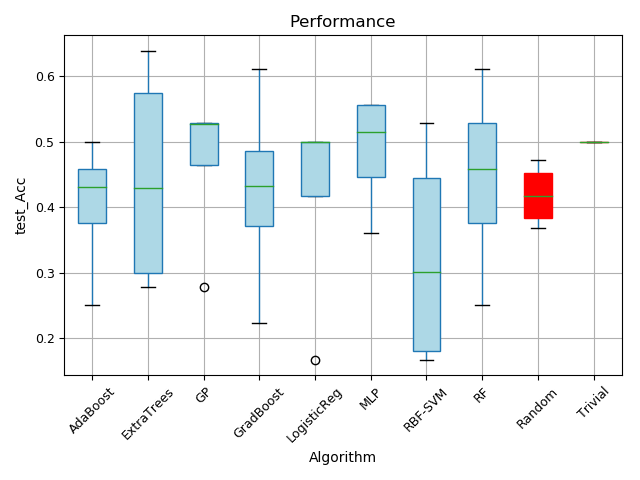 Performance
test_Acc
0.6
0.5
0.4
0.3
0.2
AdaBoost
ExtraTrees
GP
GradBoost
LogisticReg
MLP
RBF-SVM
RF
Random
Trivial
Algorithm